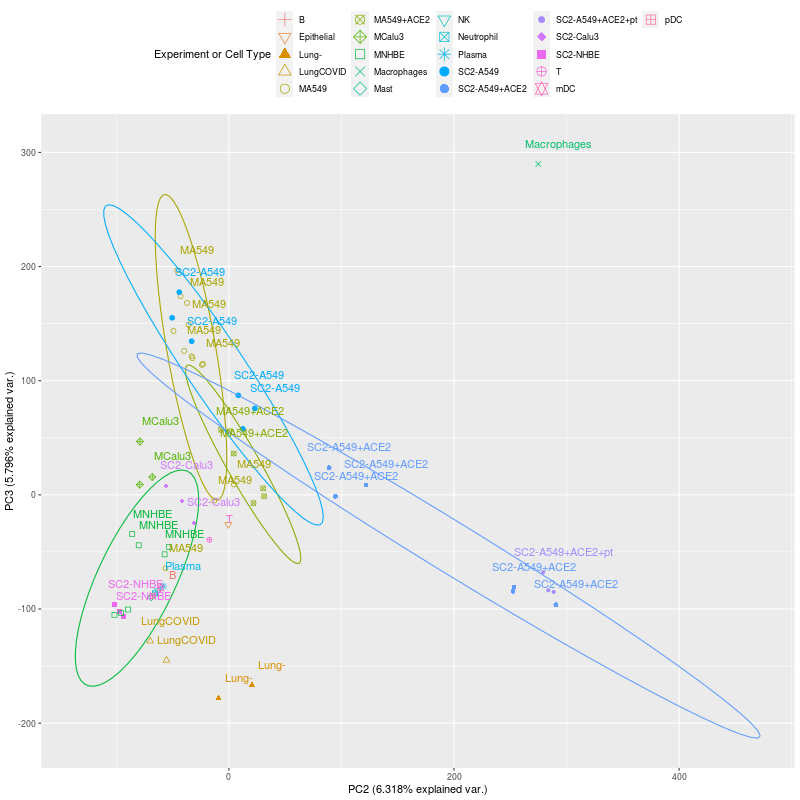 Experiment or Cell Type
B
Epithelial
Lung-
LungCOVID
MA549
MA549+ACE2
MCalu3
MNHBE
Macrophages
Mast
NK
Neutrophil
Plasma
SC2-A549
SC2-A549+ACE2
SC2-A549+ACE2+pt
SC2-Calu3
SC2-NHBE
T
mDC
pDC
Macrophages
MA549
SC2-A549
MA549
MA549
SC2-A549
MA549
MA549
SC2-A549
SC2-A549
MA549+ACE2
MCalu3
MA549+ACE2
SC2-A549+ACE2
MCalu3
SC2-Calu3
MA549
SC2-A549+ACE2
SC2-A549+ACE2
MA549
SC2-Calu3
MNHBE
T
MNHBE
MNHBE
MA549
SC2-A549+ACE2+pt
Plasma
SC2-A549+ACE2
B
SC2-NHBE
SC2-A549+ACE2
SC2-NHBE
LungCOVID
LungCOVID
Lung-
Lung-
300
200
100
0
-100
-200
PC3 (5.796% explained var.)
0
200
400
PC2 (6.318% explained var.)